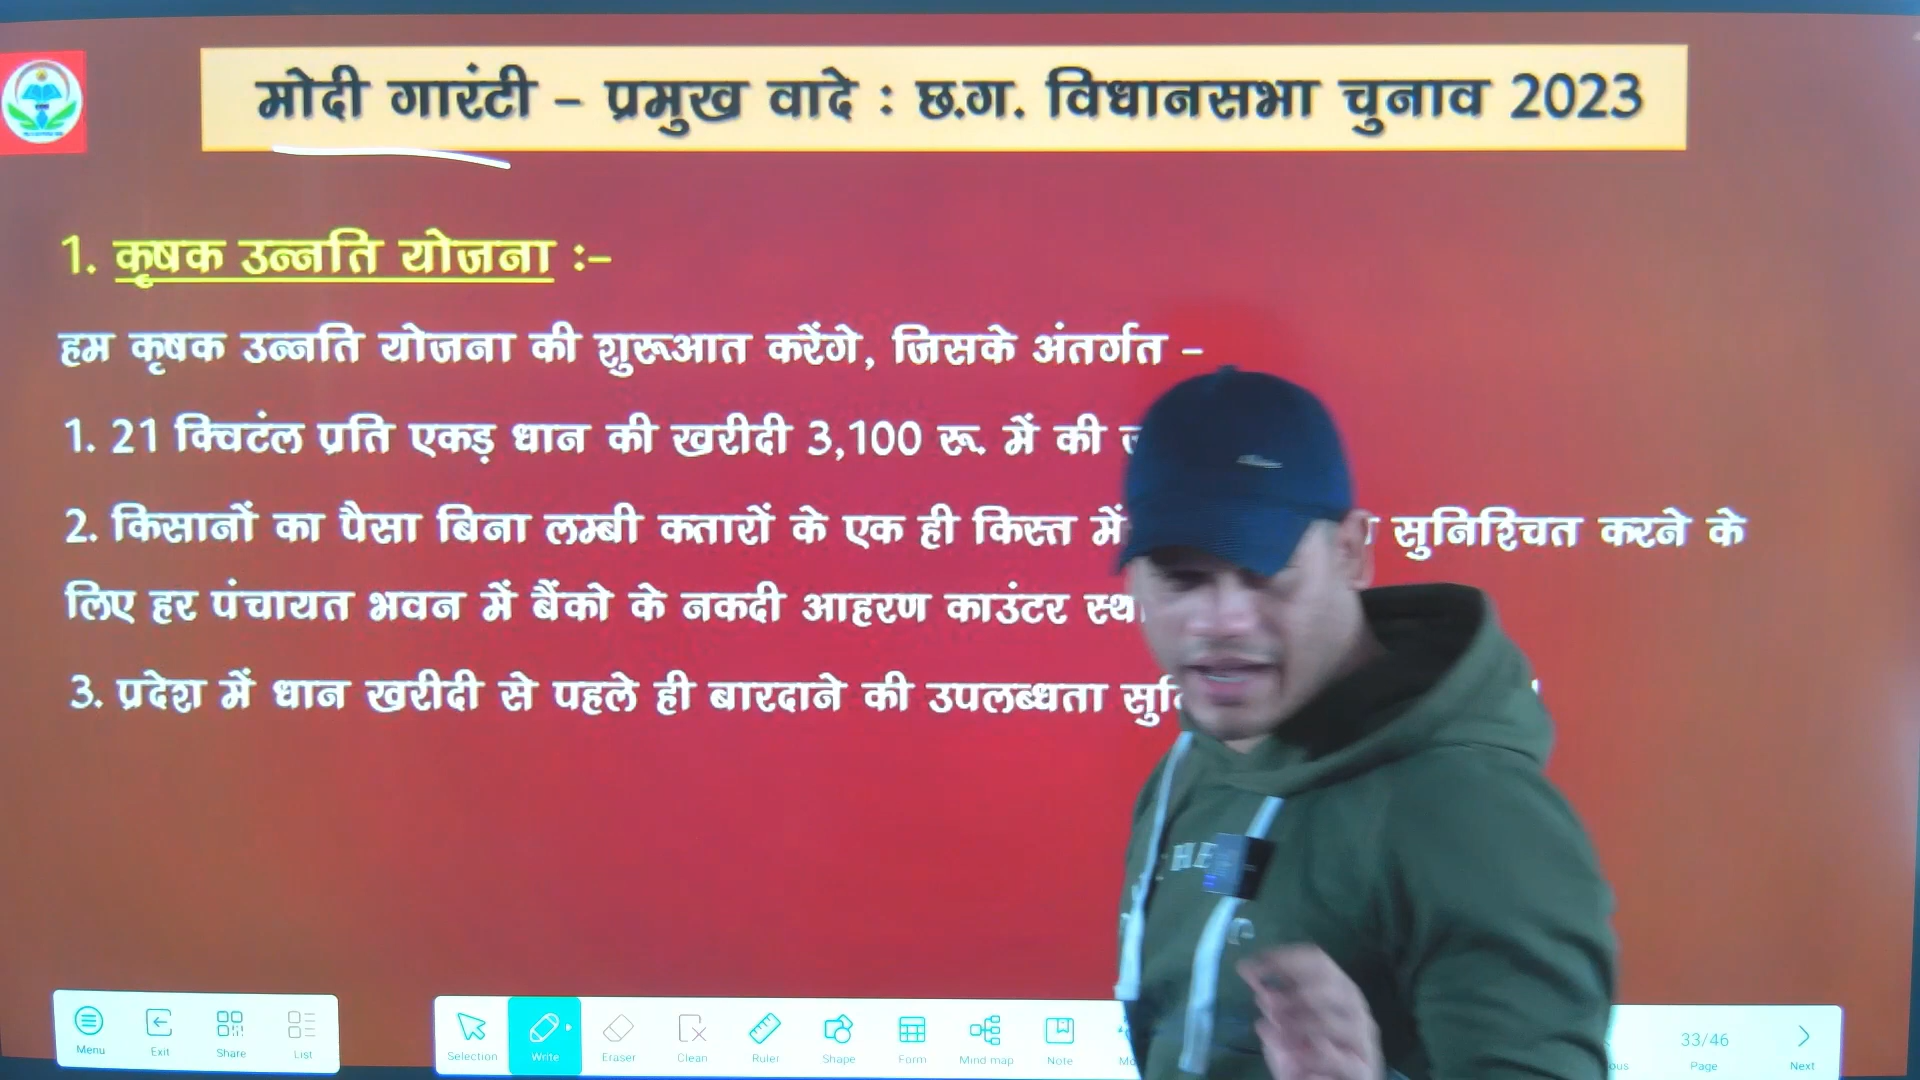 मोदी गारंटी – प्रमुख वादे : छ.ग. विधानसभा चुनाव 2023
1. कृषक उन्नति योजना :–
हम कृषक उन्नति योजना की शुरूआत करेंगे, जिसके अंतर्गत –
1. 21 क्विटंल प्रति एकड़ धान की खरीदी 3,100 रू. में की
2. किसानों का पैसा बिना लम्बी कतारों के एक ही किस्त में सुनिश्चित करने के
लिए हर पंचायत भवन में बैंको के नकदी आहरण काउंटर
3. प्रदेश में धान खरीदी से पहले ही बारदाने की उपलब्धता
Menu Exit Share List Selection Write Eraser Clean Ruler Shape Form Mind map Note 33/46 Page Next